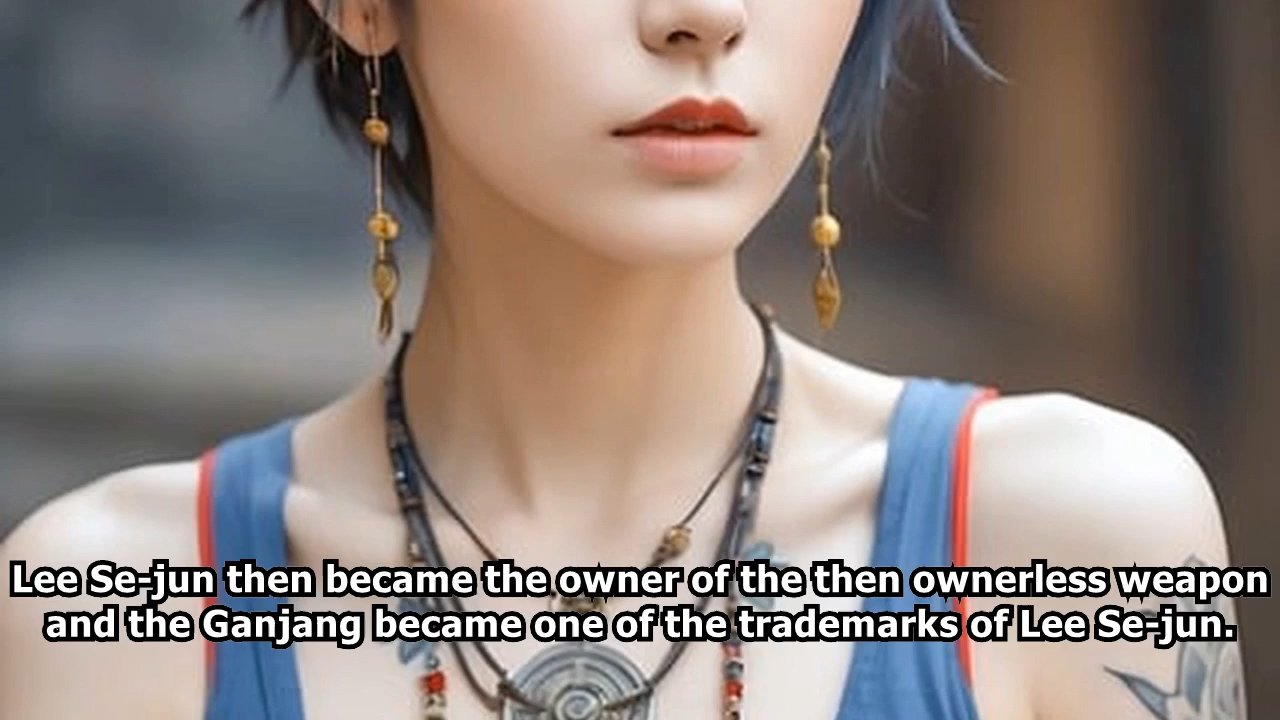 Lee Se-jun then became the owner of the then ownerless weapon
and the Ganjang became one of the trademarks of Lee Se-jun.